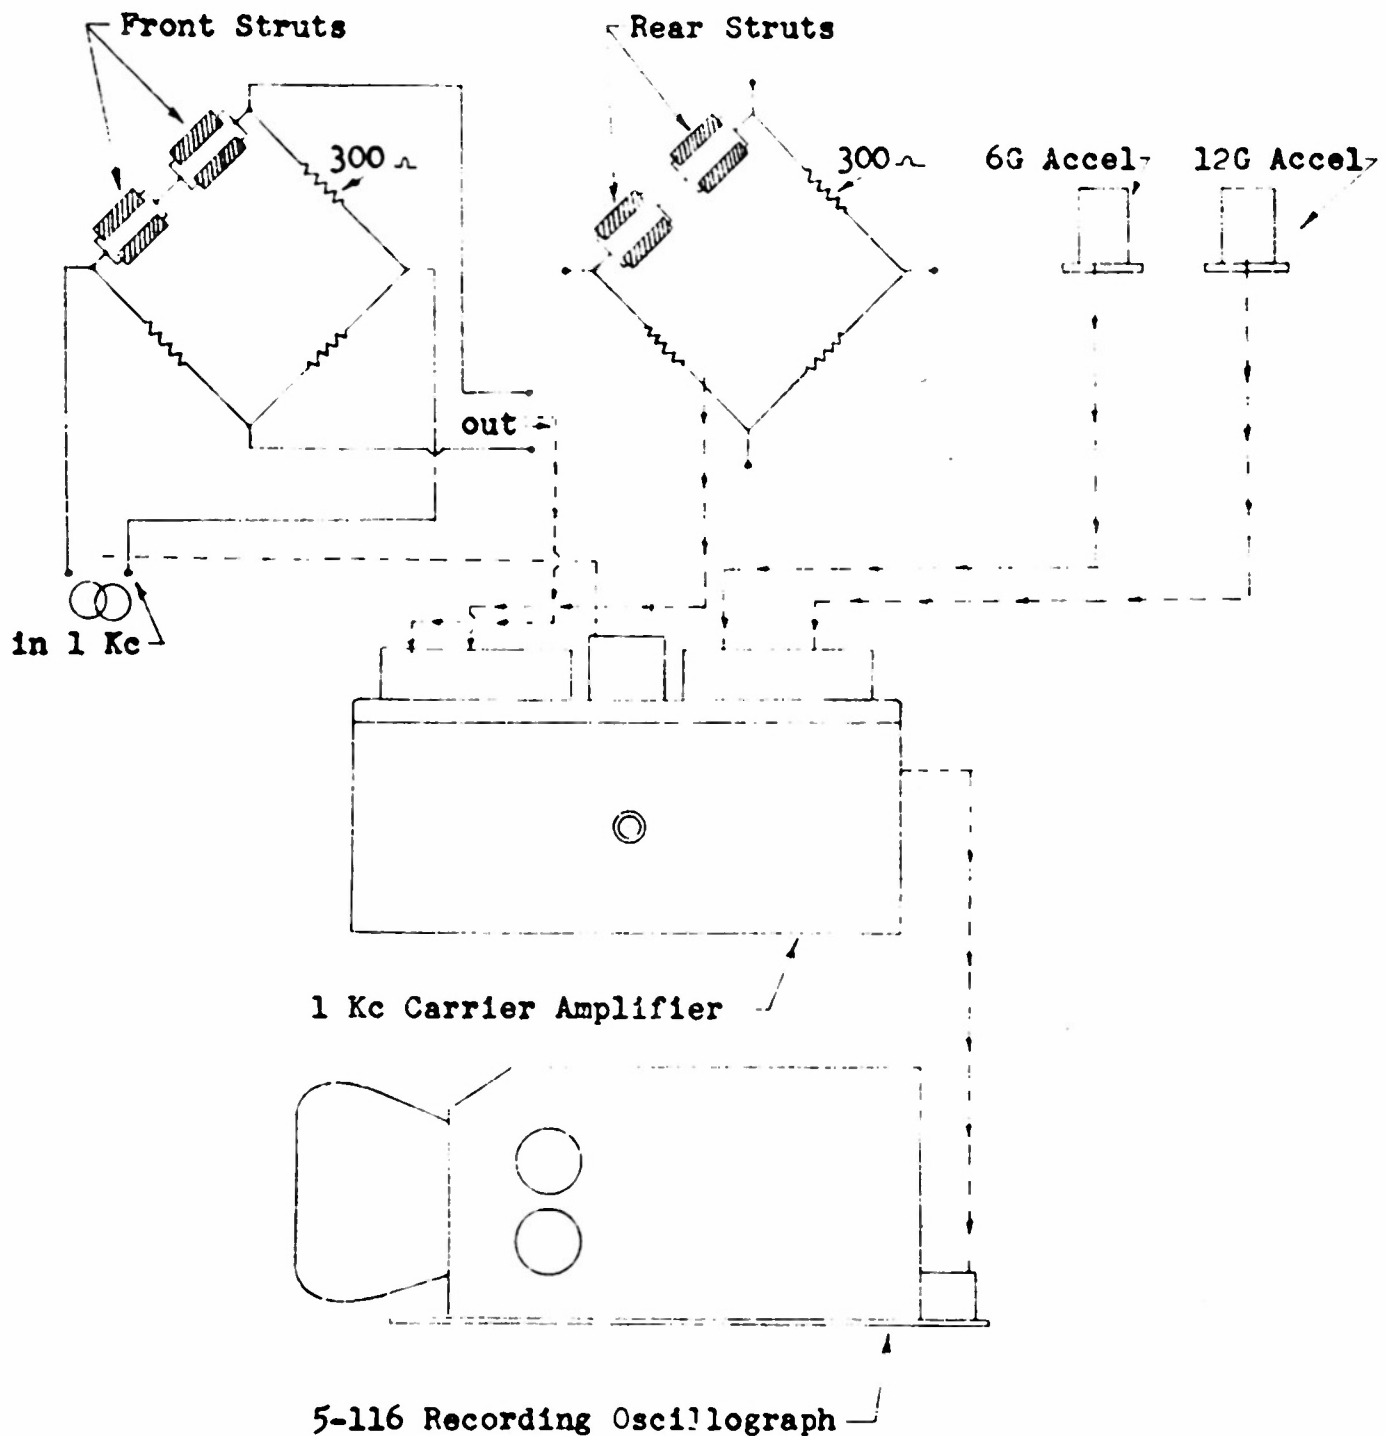 Front Struts
Rear Struts
300
300
6G Accel
12G Accel
out
in 1 Kc
1 Kc Carrier Amplifier
5-116 Recording Oscillograph